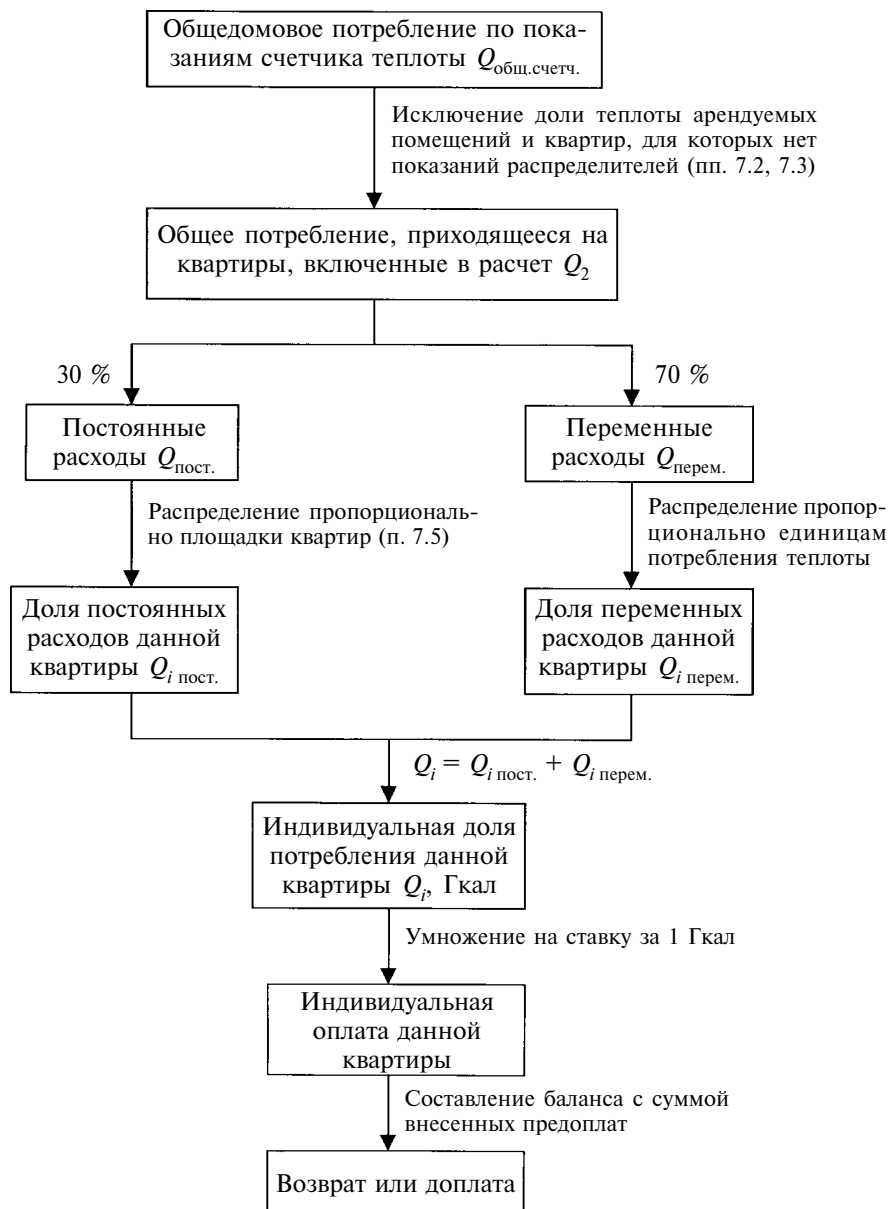 Общедомовое потребление по пока-
заниям счетчика теплоты Qобщ.счетч.
Исключение доли теплоты арендуемых
помещений и квартир, для которых нет
показаний распределителей (пп. 7.2, 7.3)
Общее потребление, приходящееся на
квартиры, включенные в расчет Q2
30 %
70 %
Постоянные
расходы Qпост.
Переменные
расходы Qперем.
Распределение пропорциональ-
но площадки квартир (п. 7.5)
Распределение пропор-
ционально единицам
потребления теплоты
Доля постоянных
расходов данной
квартиры Qi пост.
Доля переменных
расходов данной
квартиры Qi перем.
Qi = Qi пост. + Qi перем.
Индивидуальная доля
потребления данной
квартиры Qi, Гкал
Умножение на ставку за 1 Гкал
Индивидуальная
оплата данной
квартиры
Составление баланса с суммой
внесенных предоплат
Возврат или доплата